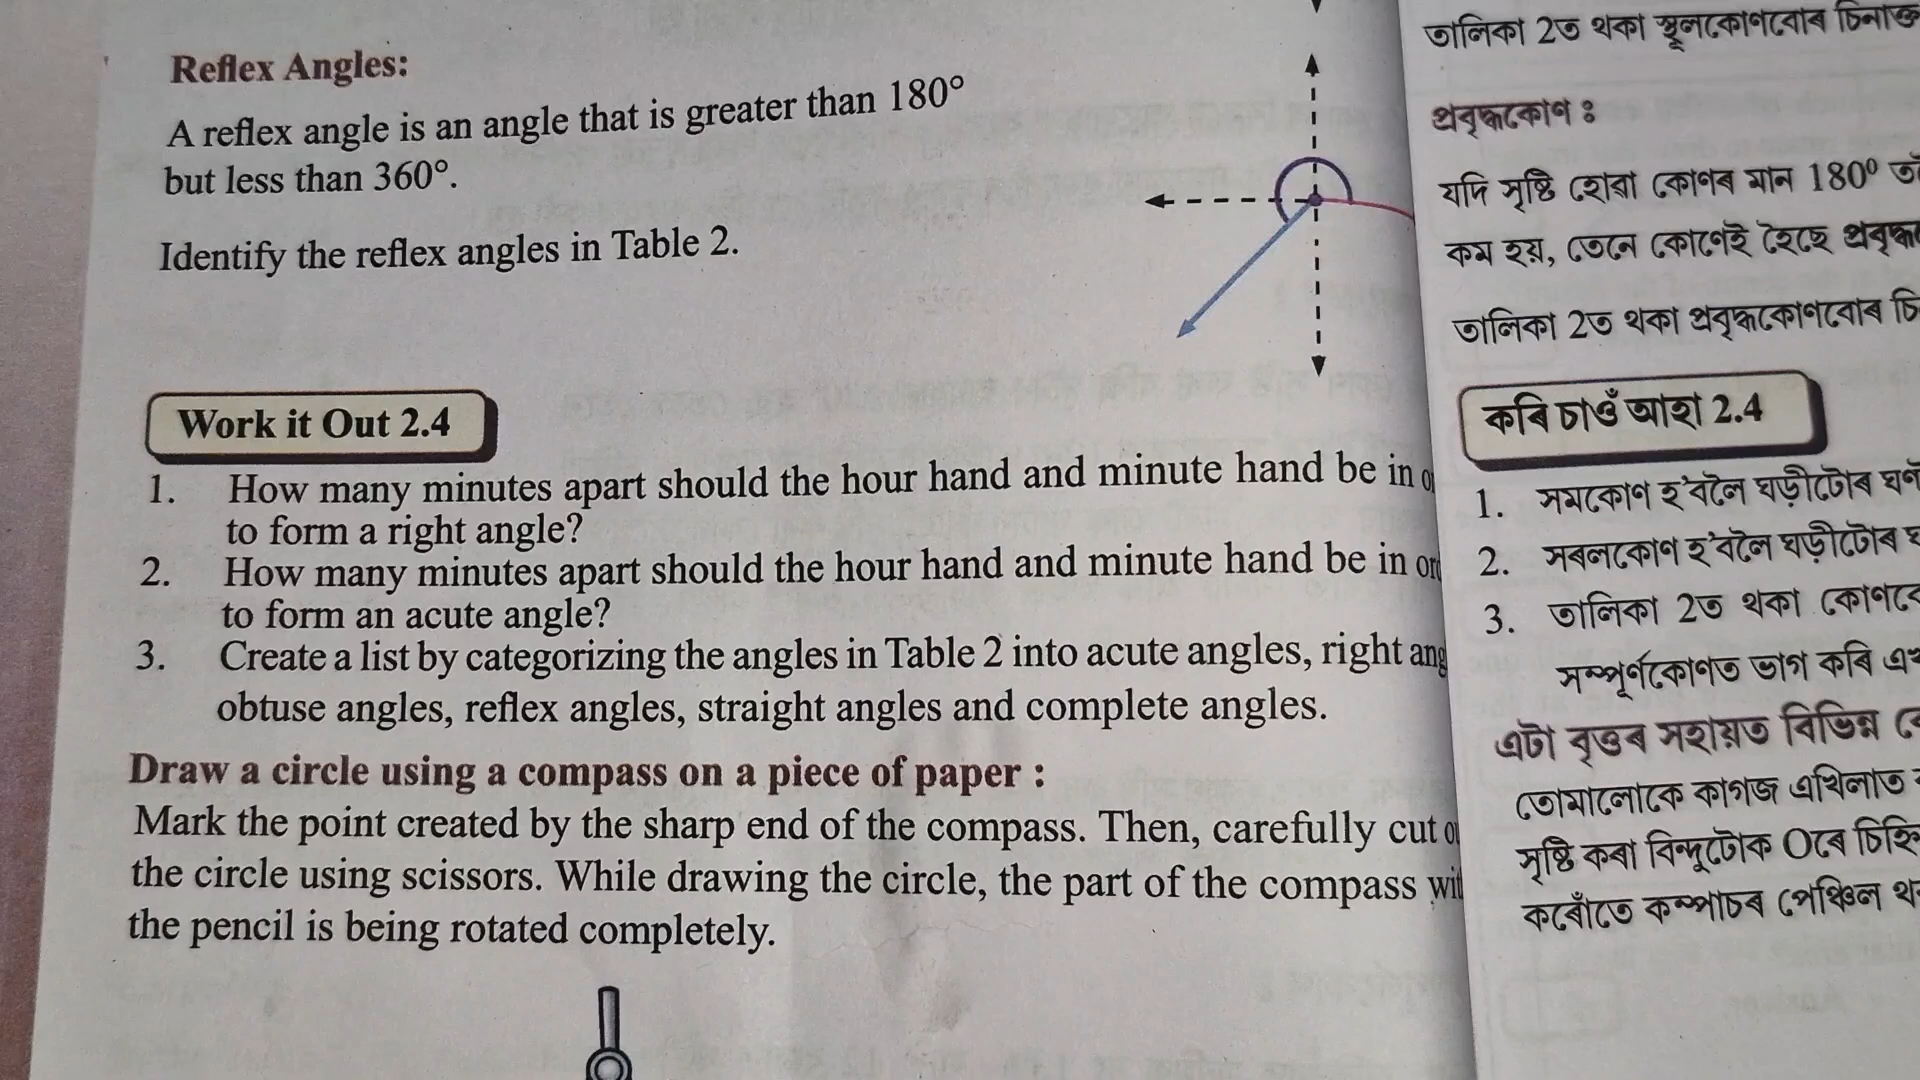 Reflex Angles:
A reflex angle is an angle that is greater than 180°
but less than 360°.
Identify the reflex angles in Table 2.
Work it Out 2.4
1. How many minutes apart should the hour hand and minute hand be in
to form a right angle?
2. How many minutes apart should the hour hand and minute hand be in
to form an acute angle?
3. Create a list by categorizing the angles in Table 2 into acute angles, right
obtuse angles, reflex angles, straight angles and complete angles.
Draw a circle using a compass on a piece of paper :
Mark the point created by the sharp end of the compass. Then, carefully cut
the circle using scissors. While drawing the circle, the part of the compass
the pencil is being rotated completely.
তালিকা 2ত থকা স্থূলকোণবোৰ
প্ৰবৃদ্ধকোণ ঃ
যদি সৃষ্টি হোৱা কোণৰ মান 180⁰
কম হয়, তেনে কোণেই হৈছে
তালিকা 2ত থকা প্ৰবৃদ্ধকোণবোৰ
কৰি চাওঁ আহা 2.4
1. সমকোণ হ'বলৈ ঘড়ীটোৰ
2. সৰলকোণ হ'বলৈ ঘড়ীটোৰ
3. তালিকা 2ত থকা
সম্পূৰ্ণকোণত ভাগ কৰি
এটা বৃত্তৰ সহায়ত বিভিন্ন
তোমালোকে কাগজ এখিলাত
সৃষ্টি কৰা বিন্দুটোক Oৰে
কৰোঁতে কম্পাচৰ পেঞ্চিল